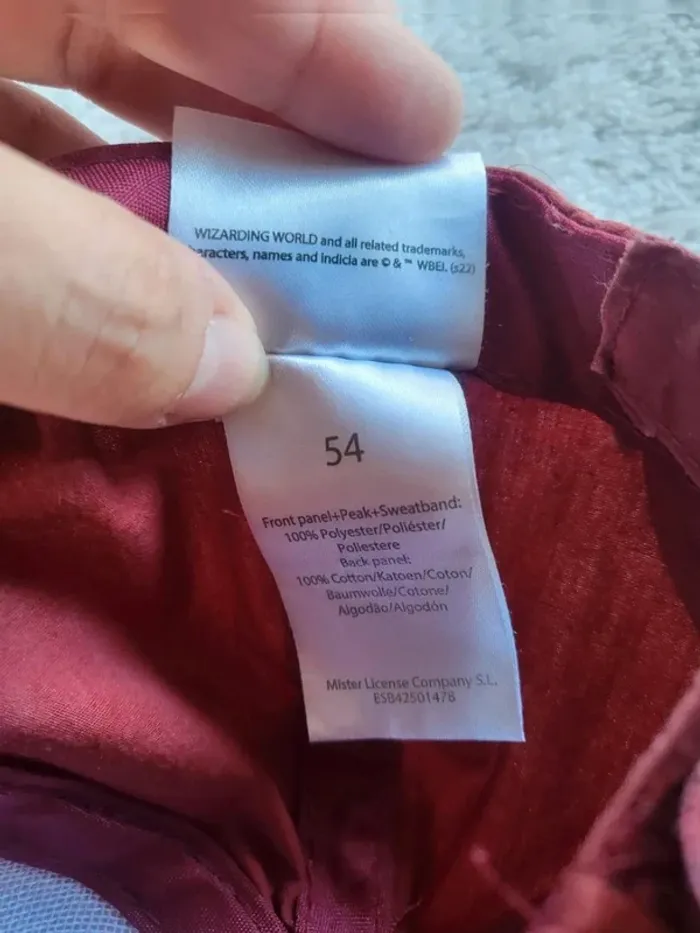 WIZARDING WORLD and all related trademarks,
names and indicia are © & ™ WBEI. (s22)
54
Front panel+Peak+Sweatband:
100% Polyester/Poliéster/
Poliestere
Back panel:
100% Cotton/Katoen/Coton/
Baumwolle/Cotone/
Algodão/Algodón
Mister License Company S.L.
ESB42501478